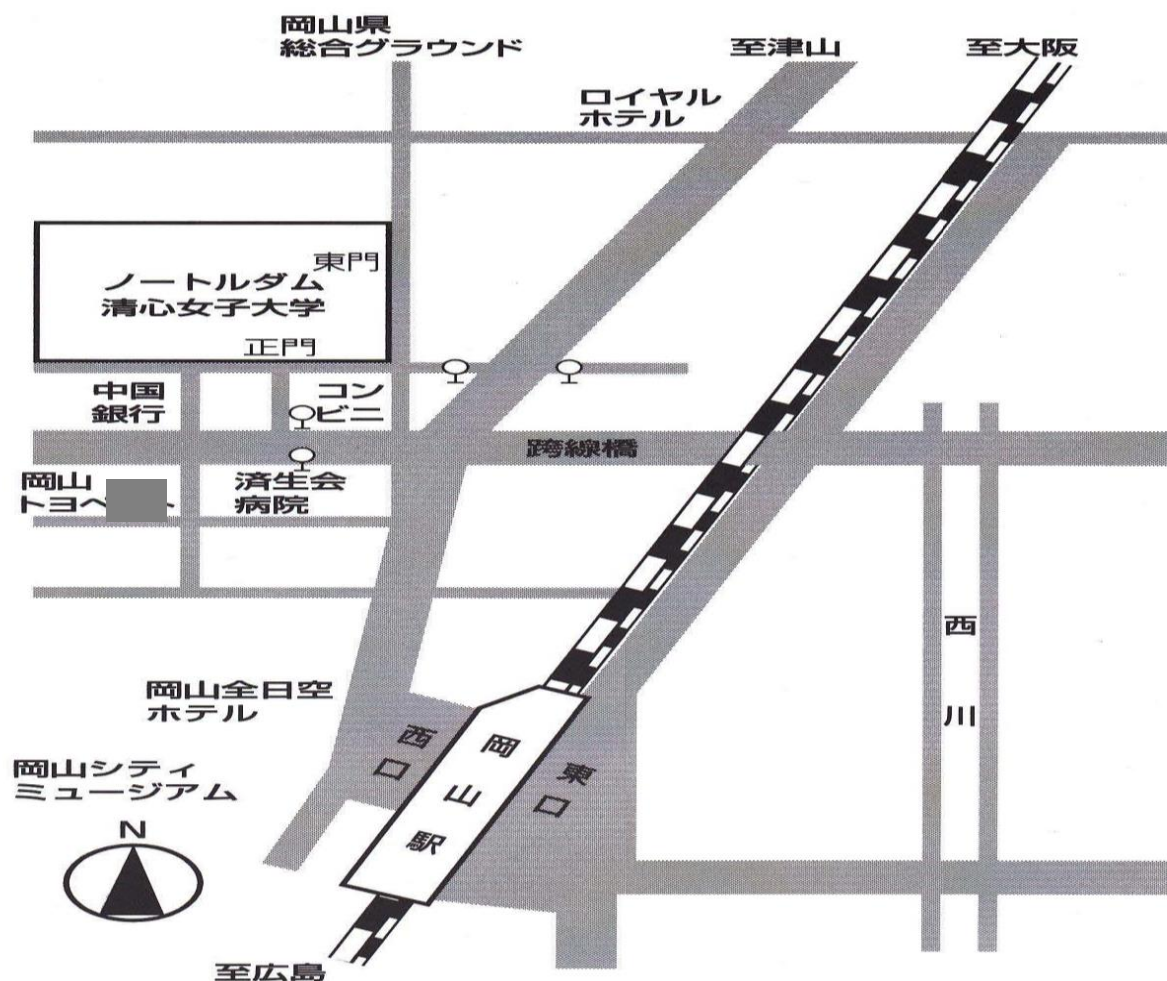 岡山県
総合グラウンド
至津山
至大阪
ロイヤル
ホテル
東門
ノートルダム
清心女子大学
正門
中国
銀行
コン
ビニ
跨線橋
岡山
済生会
病院
西川
岡山全日空
ホテル
西口
岡山駅
東口
岡山シティ
ミュージアム
N
至広島